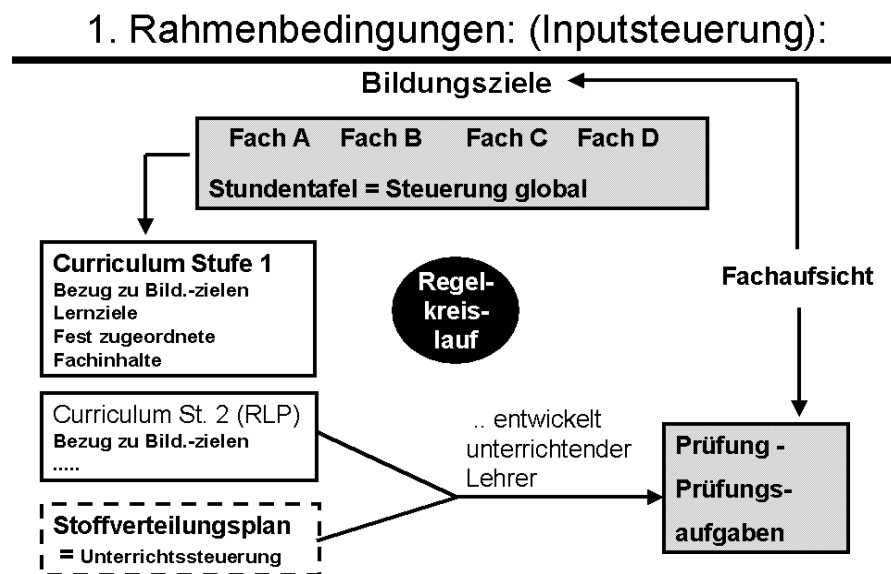 1. Rahmenbedingungen: (Inputsteuerung):
Bildungsziele
Fach A Fach B Fach C Fach D
Stundentafel = Steuerung global
Curriculum Stufe 1
Bezug zu Bild.-zielen
Lernziele
Fest zugeordnete
Fachinhalte
Regel-
kreis-
lauf
Fachaufsicht
Curriculum St. 2 (RLP)
Bezug zu Bild.-zielen
.....
.. entwickelt
unterrichtender
Lehrer
Prüfung -
Prüfungs-
aufgaben
Stoffverteilungsplan
= Unterrichtssteuerung